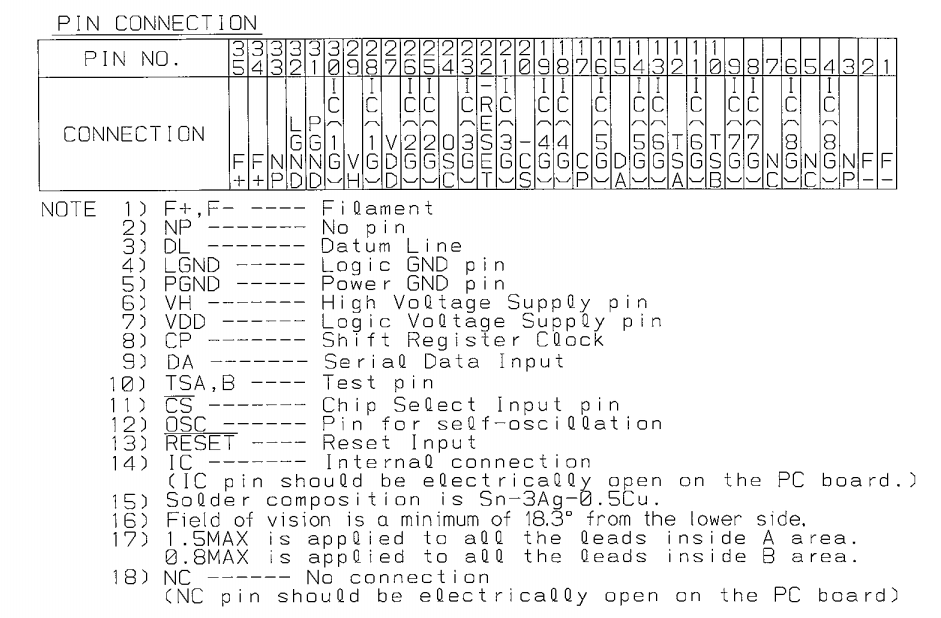 PIN CONNECTION
PIN NO. 35 34 33 32 31 30 29 28 27 26 25 24 23 22 21 20 19 18 17 16 15 14 13 12 11 10 9 8 7 6 5 4 3 2 1
CONNECTION F+ F+ NP LGND PGND IC(1G) VH IC(1G) VDD IC(2G) IC(2G) OSC IC(3G) -RESET IC(3G) -CS IC(4G) IC(4G) CP IC(5G) DA IC(5G) IC(6G) TSA IC(6G) TSB IC(7G) IC(7G) NC IC(8G) NC IC(8G) NP F- F-
NOTE 1) F+,F- ---- Filament
2) NP ------- No pin
3) DL ------- Datum Line
4) LGND ----- Logic GND pin
5) PGND ----- Power GND pin
6) VH ------- High Voltage Supply pin
7) VDD ------ Logic Voltage Supply pin
8) CP ------- Shift Register Clock
9) DA ------- Serial Data Input
10) TSA,B ---- Test pin
11) CS ------- Chip Select Input pin
12) OSC ------ Pin for self-oscillation
13) RESET ---- Reset Input
14) IC ------- Internal connection
(IC pin should be electrically open on the PC board.)
15) Solder composition is Sn-3Ag-0.5Cu.
16) Field of vision is a minimum of 18.3° from the lower side.
17) 1.5MAX is applied to all the leads inside A area.
0.8MAX is applied to all the leads inside B area.
18) NC ------ No connection
(NC pin should be electrically open on the PC board)